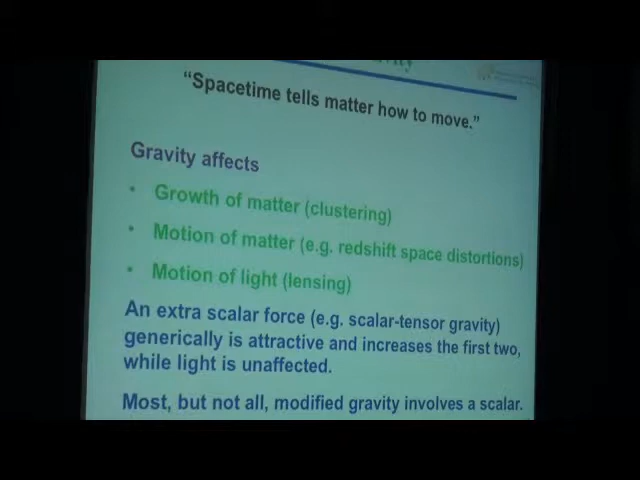 “Spacetime tells matter how to move.”
Gravity affects
• Growth of matter (clustering)
• Motion of matter (e.g. redshift space distortions)
• Motion of light (lensing)
An extra scalar force (e.g. scalar-tensor gravity)
generically is attractive and increases the first two,
while light is unaffected.
Most, but not all, modified gravity involves a scalar.